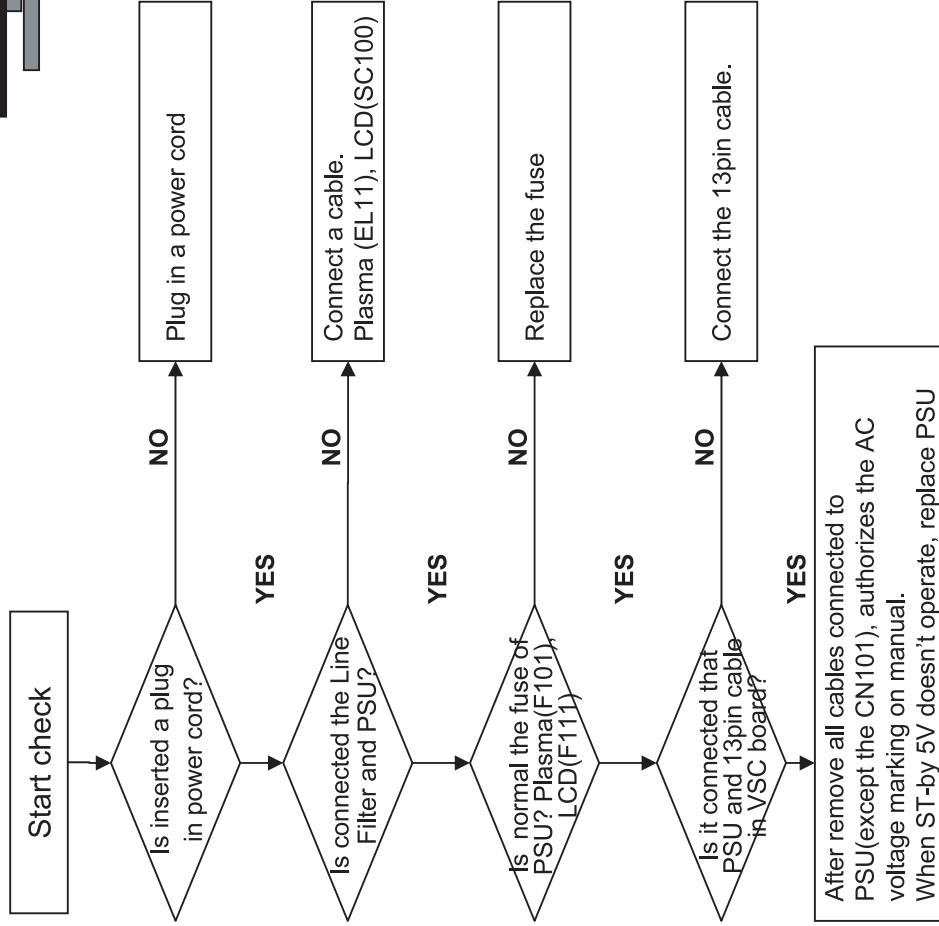 Start check
Is inserted a plug
in power cord?
NO
Plug in a power cord
YES
Is connected the Line
Filter and PSU?
NO
Connect a cable.
Plasma (EL11), LCD(SC100)
YES
Is  normal the fuse of
PSU? Plasma(F101),
LCD(F111)
NO
Replace the fuse
YES
Is it connected that
PSU and 13pin cable
in VSC board?
NO
Connect the 13pin cable.
YES
After remove all cables connected to
PSU(except the CN101), authorizes the AC
voltage marking on manual.
When ST-by 5V doesn't operate, replace PSU